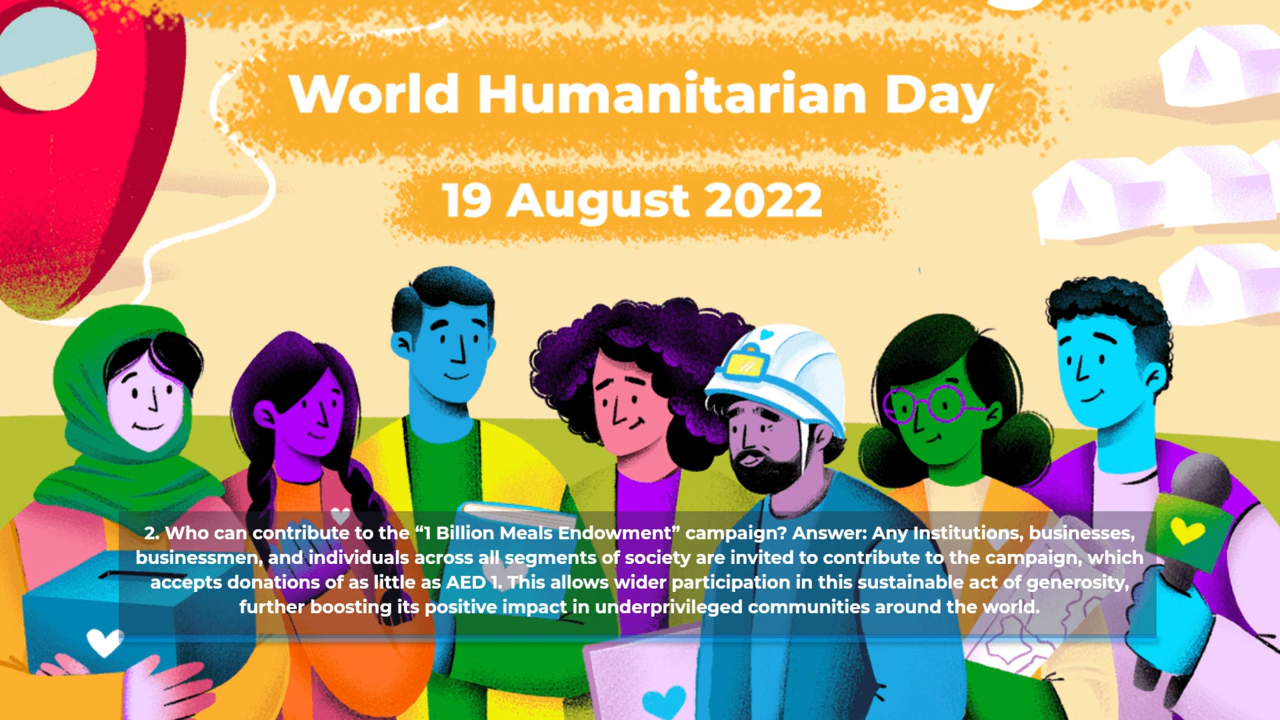 World Humanitarian Day
19 August 2022
2. Who can contribute to the “1 Billion Meals Endowment” campaign? Answer: Any Institutions, businesses,
businessmen, and individuals across all segments of society are invited to contribute to the campaign, which
accepts donations of as little as AED 1. This allows wider participation in this sustainable act of generosity,
further boosting its positive impact in underprivileged communities around the world.